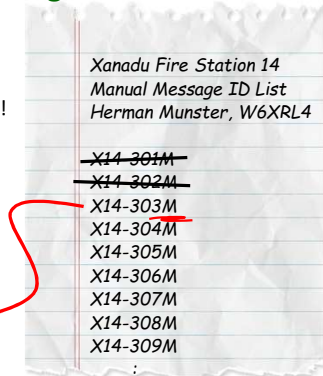 !
Xanadu Fire Station 14
Manual Message ID List
Herman Munster, W6XRL4
X14-301M
X14-302M
X14-303M
X14-304M
X14-305M
X14-306M
X14-307M
X14-308M
X14-309M
: